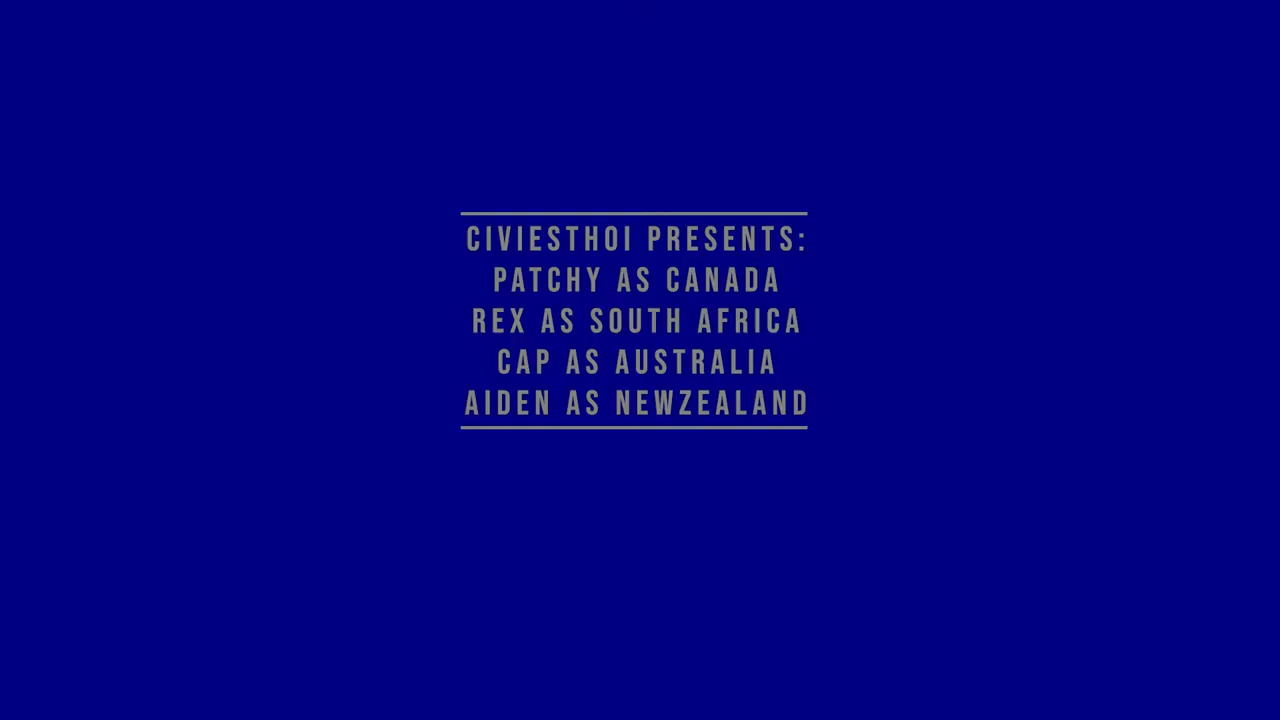 CIVIESTHOI PRESENTS:
PATCHY AS CANADA
REX AS SOUTH AFRICA
CAP AS AUSTRALIA
AIDEN AS NEWZEALAND